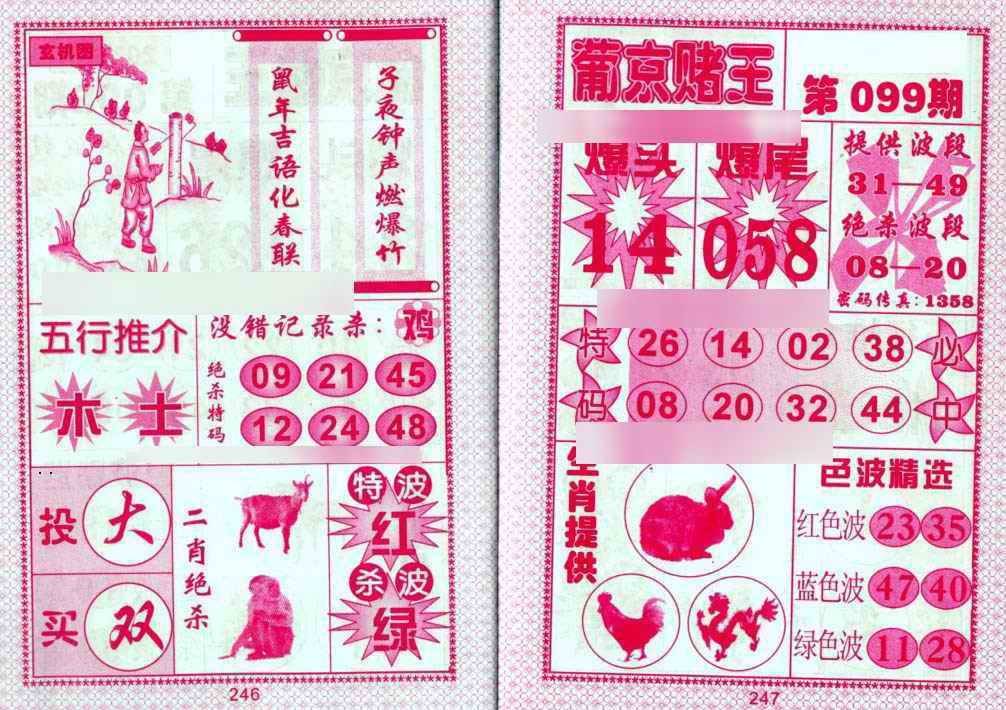 玄机图
子夜钟声燃爆竹
鼠年吉语化春联
五行推介
木 土
没错记录杀：鸡
绝杀特码
09 21 45
12 24 48
投 大
买 双
二肖绝杀
特波
红
杀波
绿
246
葡京赌王
第099期
爆头 爆尾
14 058
提供波段
31—49
绝杀波段
08—20
密码传真：1358
特码
26 14 02 38
08 20 32 44
必中
生肖提供
色波精选
红色波 23 35
蓝色波 47 40
绿色波 11 28
247